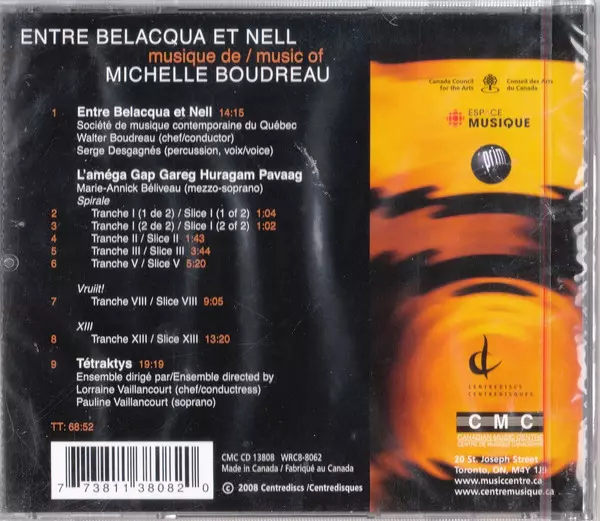 ENTRE BELACQUA ET NELL
musique de / music of
MICHELLE BOUDREAU
1 Entre Belacqua et Nell 14:15
Société de musique contemporaine du Québec
Walter Boudreau (chef/conductor)
Serge Desgagnés (percussion, voix/voice)
L'améga Gap Gareg Huragam Pavaag
Marie-Annick Béliveau (mezzo-soprano)
Spirale
2 Tranche I (1 de 2) / Slice I (1 of 2) 1:04
3 Tranche I (2 de 2) / Slice I (2 of 2) 1:02
4 Tranche II / Slice II 1:43
5 Tranche III / Slice III 3:44
6 Tranche V / Slice V 5:20
Vruiit!
7 Tranche VIII / Slice VIII 9:05
XIII
8 Tranche XIII / Slice XIII 13:20
9 Tétraktys 19:19
Ensemble dirigé par/Ensemble directed by
Lorraine Vaillancourt (chef/conductress)
Pauline Vaillancourt (soprano)
TT: 68:52
7 73811 38082 0
CMC CD 13808 WRC8-8062
Made in Canada / Fabriqué au Canada
© 2008 Centrediscs /Centredisques
Canada Council for the Arts
Conseil des Arts du Canada
ESPACE
MUSIQUE
prim
CENTREDISCS
CENTREDISQUES
CMC
CANADIAN MUSIC CENTRE
CENTRE DE MUSIQUE CANADIENNE
20 St. Joseph Street
Toronto, ON, M4Y 1J9
www.musiccentre.ca
www.centremusique.ca